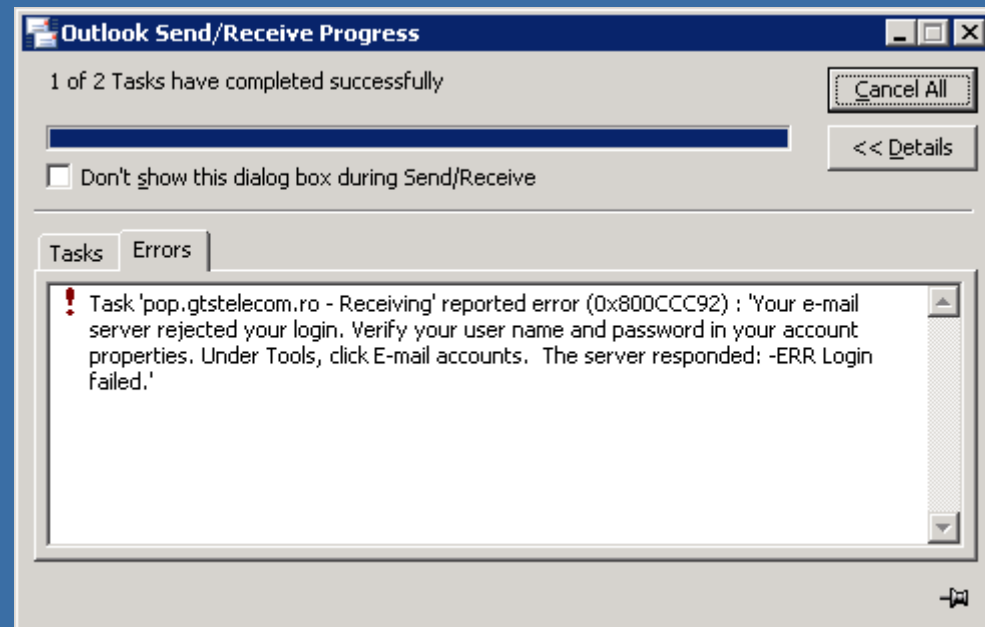 Outlook Send/Receive Progress
1 of 2 Tasks have completed successfully
Cancel All
<< Details
Don't show this dialog box during Send/Receive
Tasks
Errors
Task 'pop.gtstelecom.ro - Receiving' reported error (0x800CCC92) : 'Your e-mail
server rejected your login. Verify your user name and password in your account
properties. Under Tools, click E-mail accounts.  The server responded: -ERR Login
failed.'